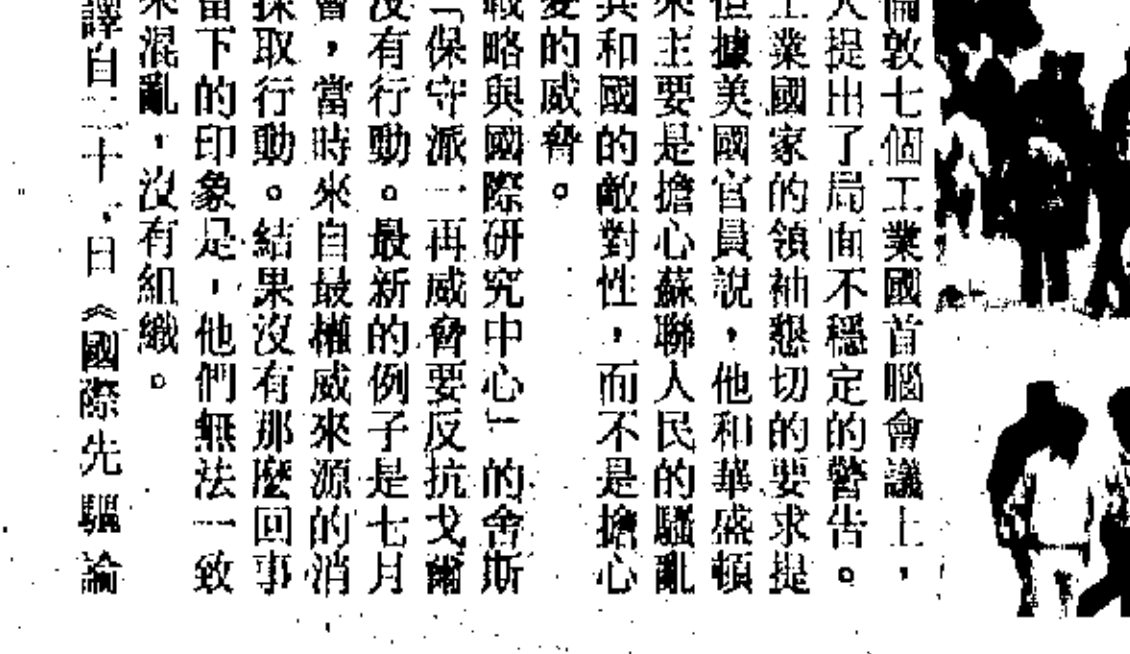 倫敦七個工業國首腦會議上，
人提出了局面不穩定的警告。
工業國家的領袖懇切的要求提
但據美國官員說，他和華盛頓
來主要是擔心蘇聯人民的騷亂
共和國的敵對性，而不是擔心
變的威脅。
戰略與國際研究中心」的舍斯
「保守派一再威脅要反抗戈爾
沒有行動。最新的例子是七月
會，當時來自最權威來源的消
採取行動。結果沒有那麼回事
當下的印象是，他們無法一致
來混亂，沒有組織。
譯自二十 日《國際先驅論